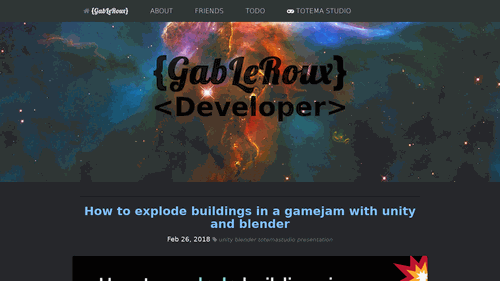 {GabLeRoux} ABOUT FRIENDS TODO TOTEMA STUDIO
{GabLeRoux}
<Developer>
How to explode buildings in a gamejam with unity
and blender
Feb 26, 2018 unity blender totemastudio presentation